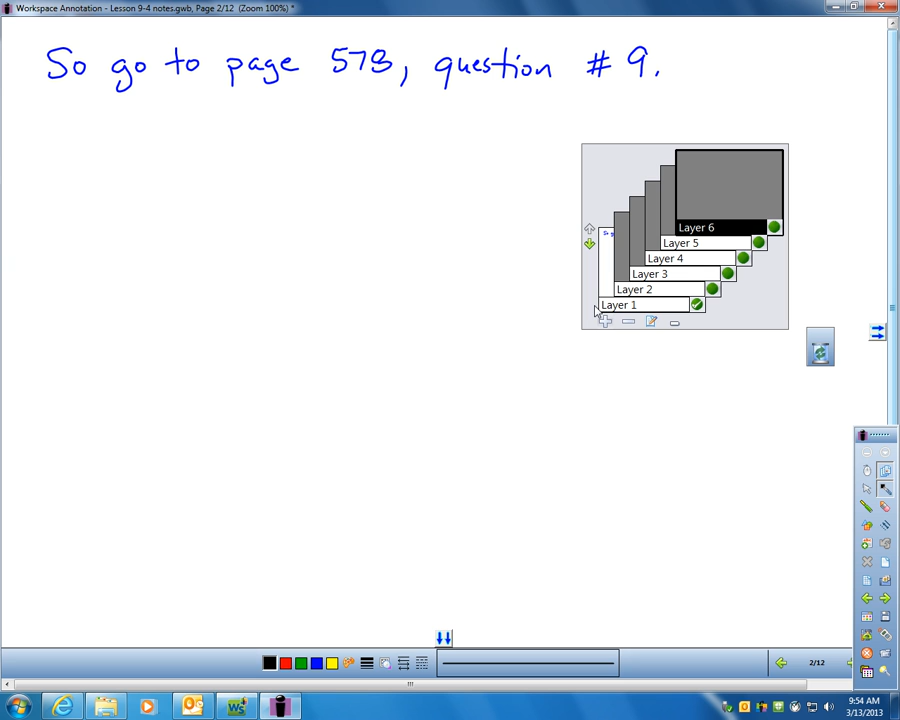 Workspace Annotation - Lesson 9-4 notes.gwb, Page 2/12 (Zoom 100%) *
So go to page 578, question # 9.
Layer 6
Layer 5
Layer 4
Layer 3
Layer 2
Layer 1
2/12
9:54 AM
3/13/2013